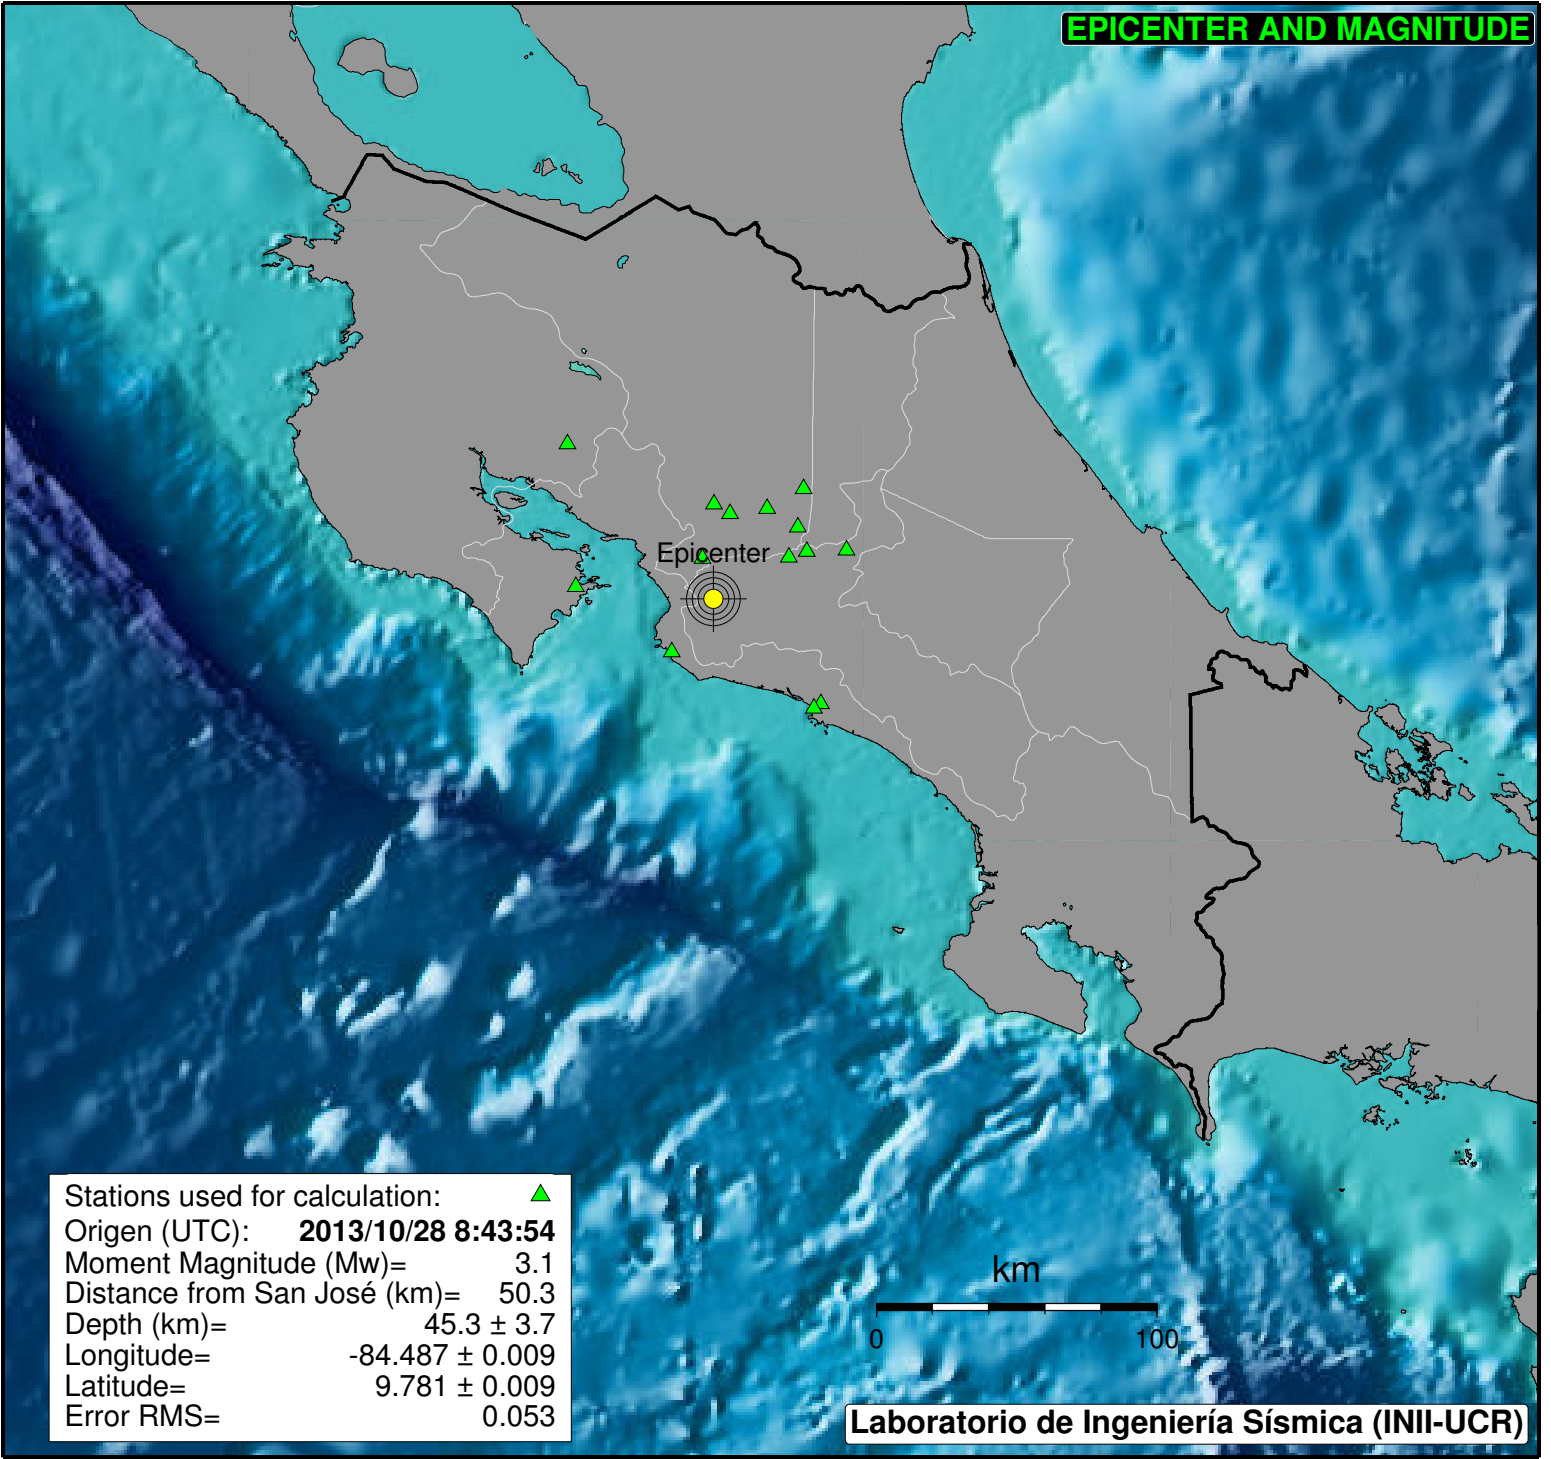 EPICENTER AND MAGNITUDE
Epicenter
Stations used for calculation:
Origen (UTC): 2013/10/28 8:43:54
Moment Magnitude (Mw)= 3.1
Distance from San José (km)= 50.3
Depth (km)= 45.3 ± 3.7
Longitude= -84.487 ± 0.009
Latitude= 9.781 ± 0.009
Error RMS= 0.053
km
0 100
Laboratorio de Ingeniería Sísmica (INII-UCR)